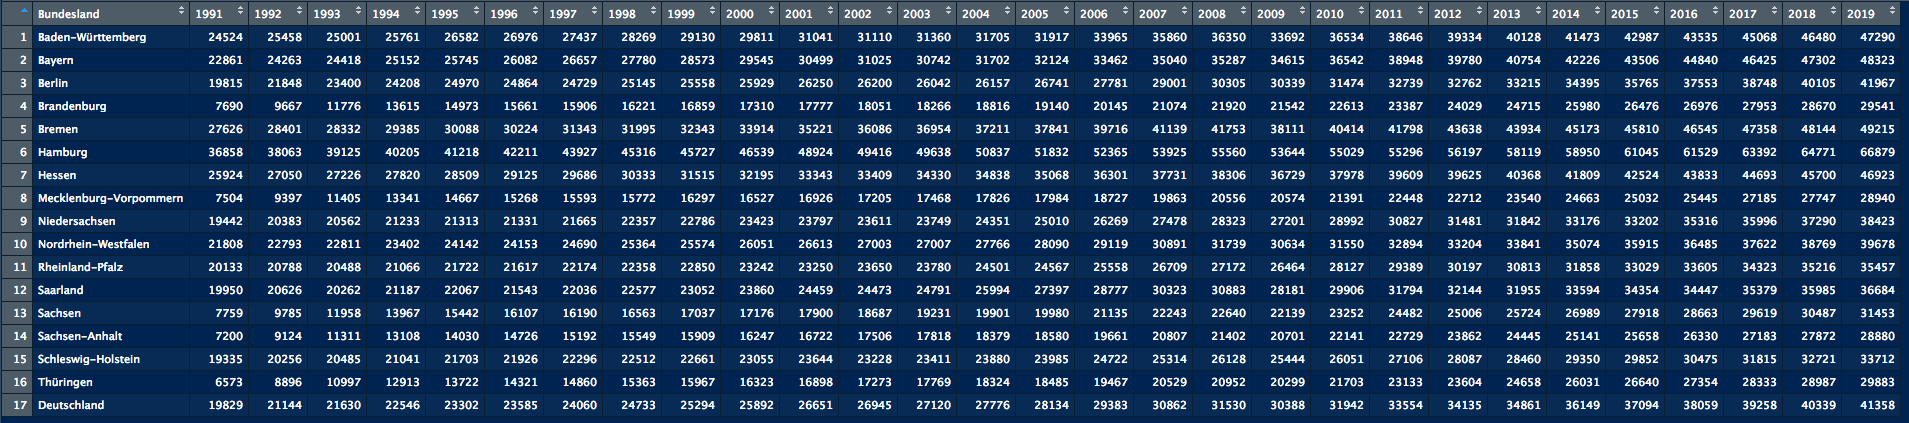 Bundesland 1991 1992 1993 1994 1995 1996 1997 1998 1999 2000 2001 2002 2003 2004 2005 2006 2007 2008 2009 2010 2011 2012 2013 2014 2015 2016 2017 2018 2019
1 Baden-Württemberg 24524 25458 25001 25761 26582 26976 27437 28269 29130 29811 31041 31110 31360 31705 31917 33965 35860 36350 33692 36534 38646 39334 40128 41473 42987 43535 45068 46480 47290
2 Bayern 22861 24263 24418 25152 25745 26082 26657 27780 28573 29545 30499 31025 30742 31702 32124 33462 35040 35287 34615 36542 38948 39780 40754 42226 43506 44840 46425 47302 48323
3 Berlin 19815 21848 23400 24208 24970 24864 24729 25145 25558 25929 26250 26200 26042 26157 26741 27781 29001 30305 30339 31474 32739 32762 33215 34395 35765 37553 38748 40105 41967
4 Brandenburg 7690 9667 11776 13615 14973 15661 15906 16221 16859 17310 17777 18051 18266 18816 19140 20145 21074 21920 21542 22613 23387 24029 24715 25980 26476 26976 27953 28670 29541
5 Bremen 27626 28401 28332 29385 30088 30224 31343 31995 32343 33914 35221 36086 36954 37211 37841 39716 41139 41753 38111 40414 41798 43638 43934 45173 45810 46545 47358 48144 49215
6 Hamburg 36858 38063 39125 40205 41218 42211 43927 45316 45727 46539 48924 49416 49638 50837 51832 52365 53925 55560 53644 55029 55296 56197 58119 58950 61045 61529 63392 64771 66879
7 Hessen 25924 27050 27226 27820 28509 29125 29686 30333 31515 32195 33343 33409 34330 34838 35068 36301 37731 38306 36729 37978 39609 39625 40368 41809 42524 43833 44693 45700 46923
8 Mecklenburg-Vorpommern 7504 9397 11405 13341 14667 15268 15593 15772 16297 16527 16926 17205 17468 17826 17984 18727 19863 20556 20574 21391 22448 22712 23540 24663 25032 25445 27185 27747 28940
9 Niedersachsen 19442 20383 20562 21233 21313 21331 21665 22357 22786 23423 23797 23611 23749 24351 25010 26269 27478 28323 27201 28992 30827 31481 31842 33176 33202 35316 35996 37290 38423
10 Nordrhein-Westfalen 21808 22793 22811 23402 24142 24153 24690 25364 25574 26051 26613 27003 27007 27766 28090 29119 30891 31739 30634 31550 32894 33204 33841 35074 35915 36485 37622 38769 39678
11 Rheinland-Pfalz 20133 20788 20488 21066 21722 21617 22174 22358 22850 23242 23250 23650 23780 24501 24567 25558 26709 27172 26464 28127 29389 30197 30813 31858 33029 33605 34323 35216 35457
12 Saarland 19950 20626 20262 21187 22067 21543 22036 22577 23052 23860 24459 24473 24791 25994 27397 28777 30323 30883 28181 29906 31794 32144 31955 33594 34354 34447 35379 35985 36684
13 Sachsen 7759 9785 11958 13967 15442 16107 16190 16563 17037 17176 17900 18687 19231 19901 19980 21135 22243 22640 22139 23252 24482 25006 25724 26989 27918 28663 29619 30487 31453
14 Sachsen-Anhalt 7200 9124 11311 13108 14030 14726 15192 15549 15909 16247 16722 17506 17818 18379 18580 19661 20807 21402 20701 22141 22729 23862 24445 25141 25658 26330 27183 27872 28880
15 Schleswig-Holstein 19335 20256 20485 21041 21703 21926 22296 22512 22661 23055 23644 23228 23411 23880 23985 24722 25314 26128 25444 26051 27106 28087 28460 29350 29852 30475 31815 32721 33712
16 Thüringen 6573 8896 10997 12913 13722 14321 14860 15363 15967 16323 16898 17273 17769 18324 18485 19467 20529 20952 20299 21703 23133 23604 24658 26031 26640 27354 28333 28987 29883
17 Deutschland 19829 21144 21630 22546 23302 23585 24060 24733 25294 25892 26651 26945 27120 27776 28134 29383 30862 31530 30388 31942 33554 34135 34861 36149 37094 38059 39258 40339 41358